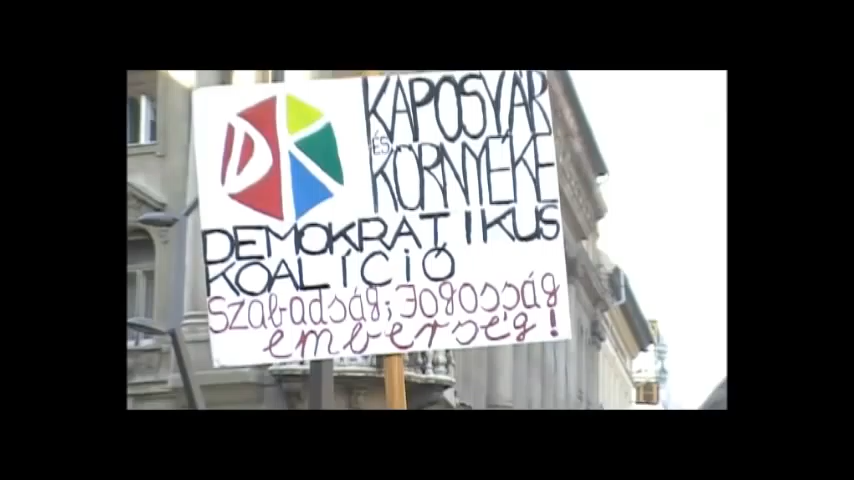 DK
KAPOSVÁR
ÉS
KÖRNYÉKE
DEMOKRATIKUS
KOALÍCIÓ
Szabadság; Jogosság
emberség!